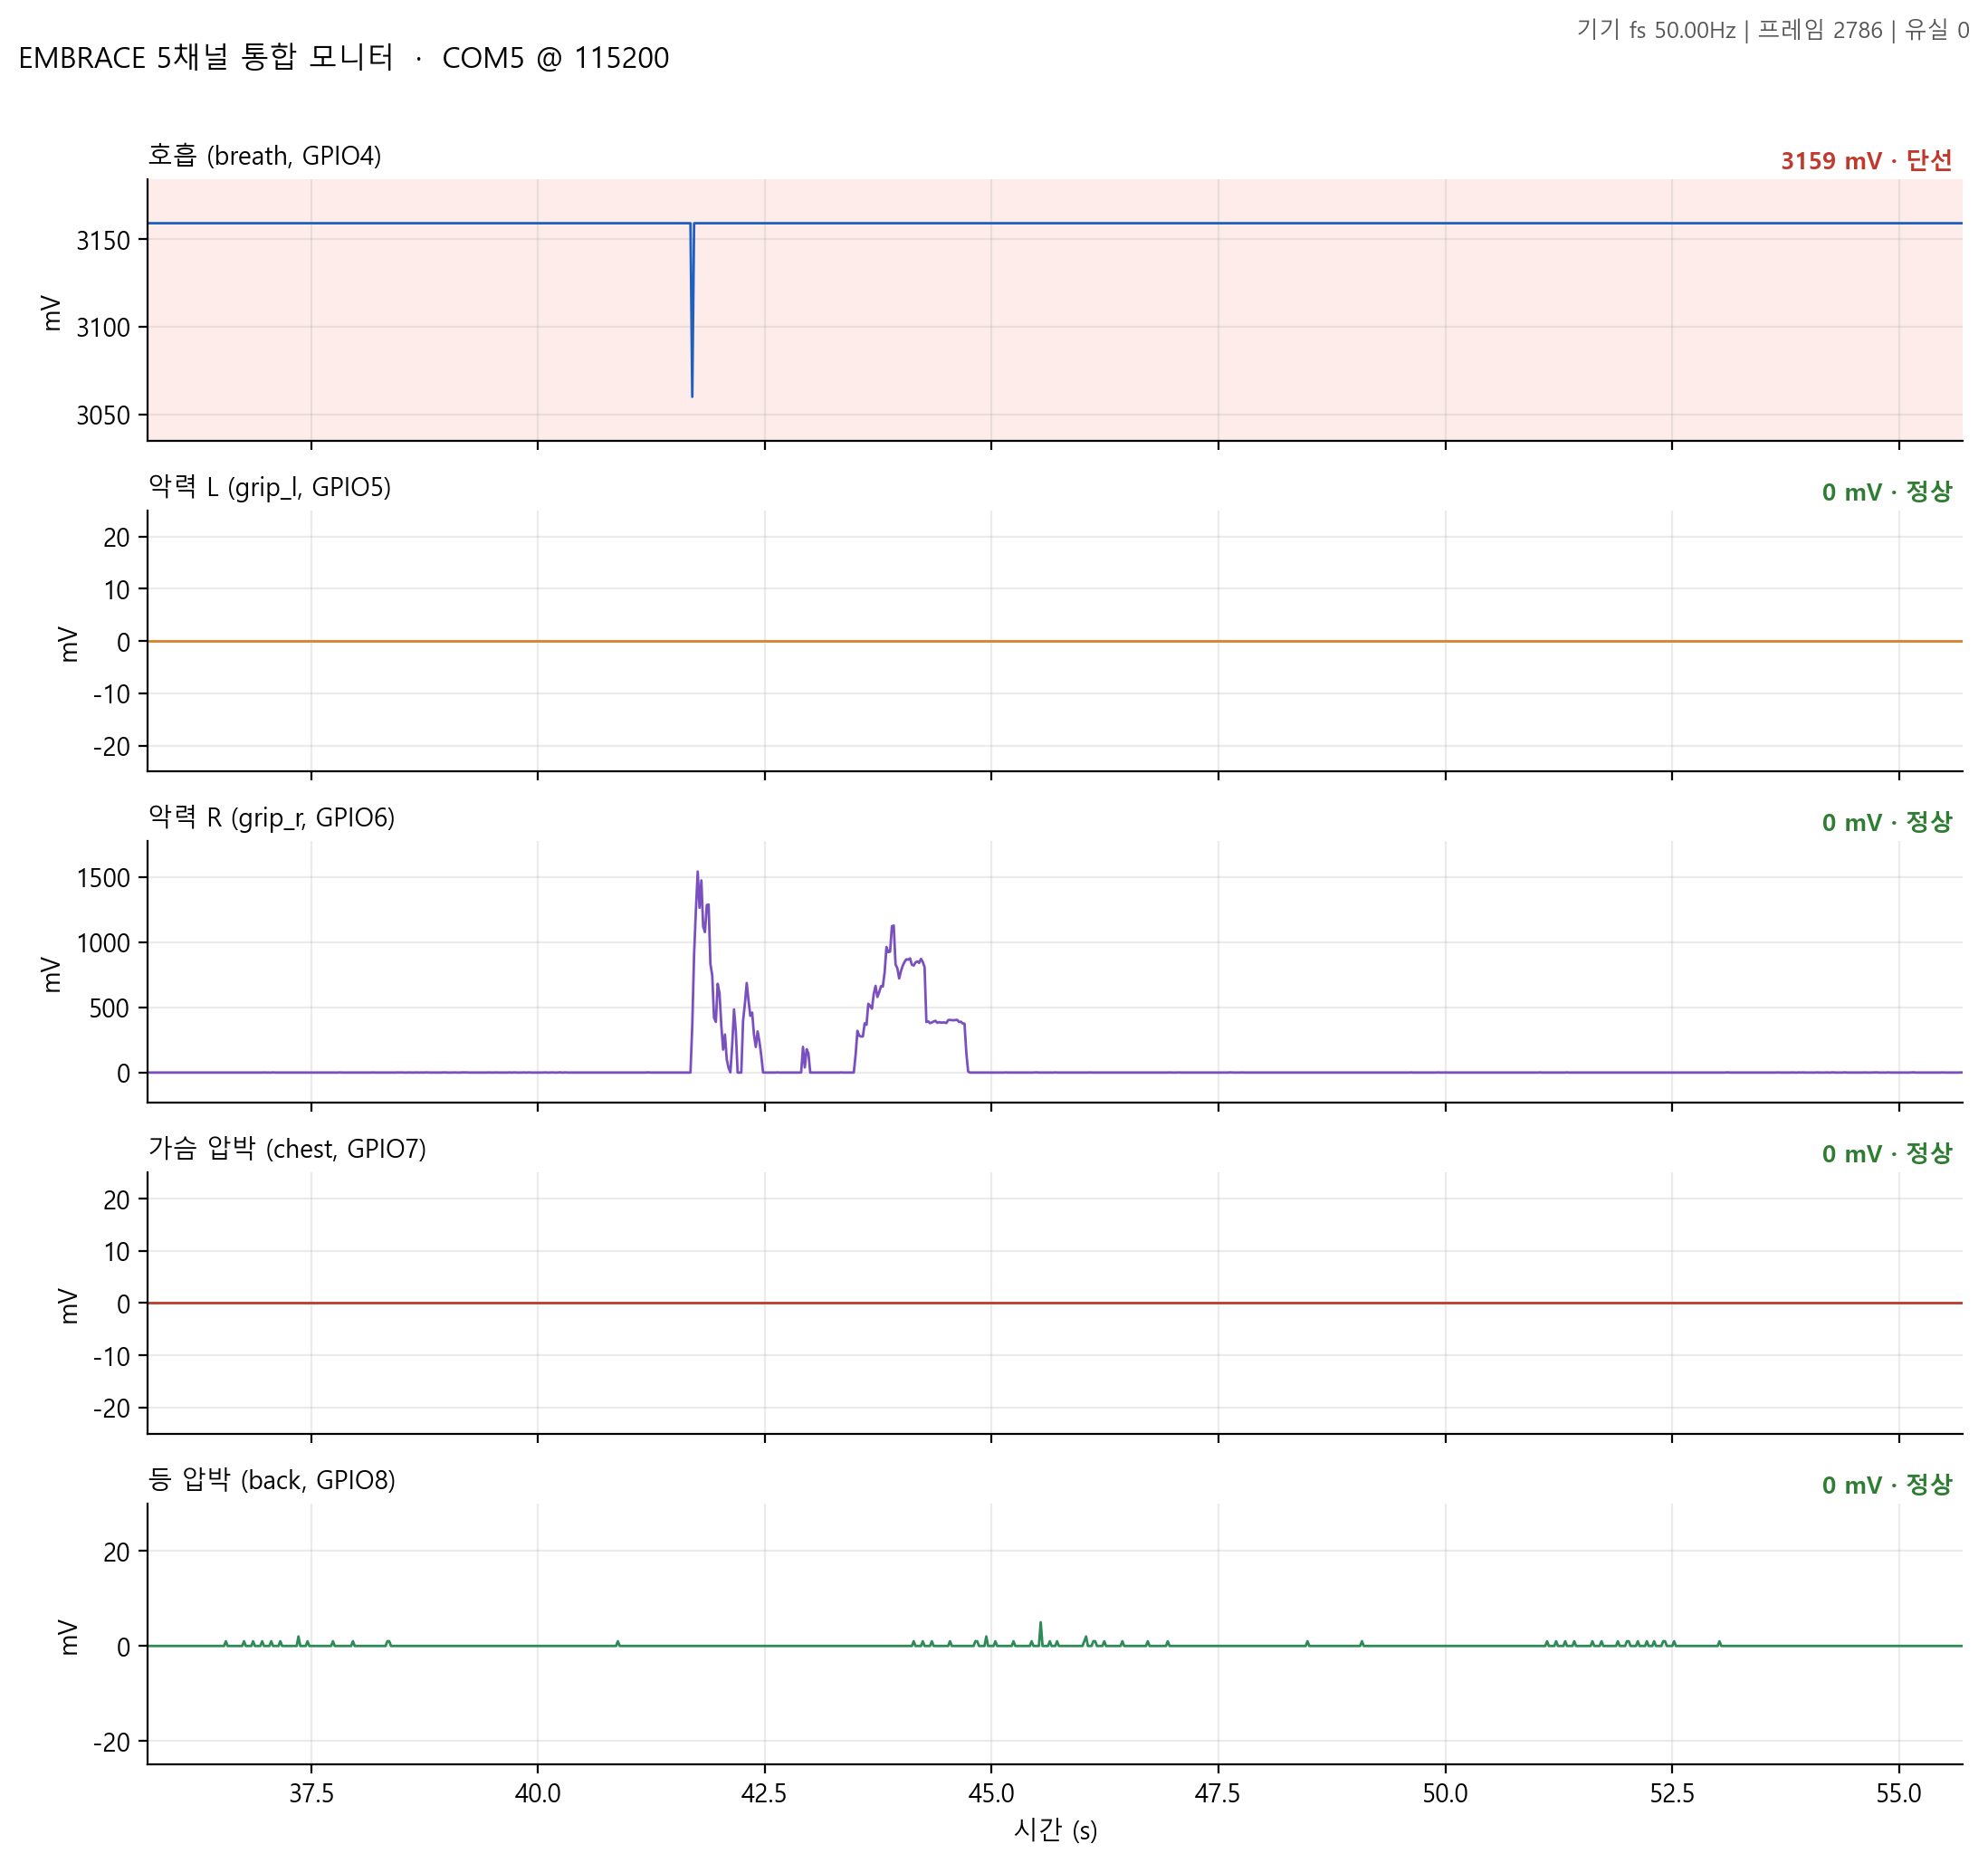 기기 fs 50.00Hz | 프레임 2786 | 유실 0
EMBRACE 5채널 통합 모니터 · COM5 @ 115200
호흡 (breath, GPIO4)
3159 mV · 단선
3150
3100
3050
mV
악력 L (grip_l, GPIO5)
0 mV · 정상
20
10
0
-10
-20
mV
악력 R (grip_r, GPIO6)
0 mV · 정상
1500
1000
500
0
mV
가슴 압박 (chest, GPIO7)
0 mV · 정상
20
10
0
-10
-20
mV
등 압박 (back, GPIO8)
0 mV · 정상
20
0
-20
mV
37.5 40.0 42.5 45.0 47.5 50.0 52.5 55.0
시간 (s)